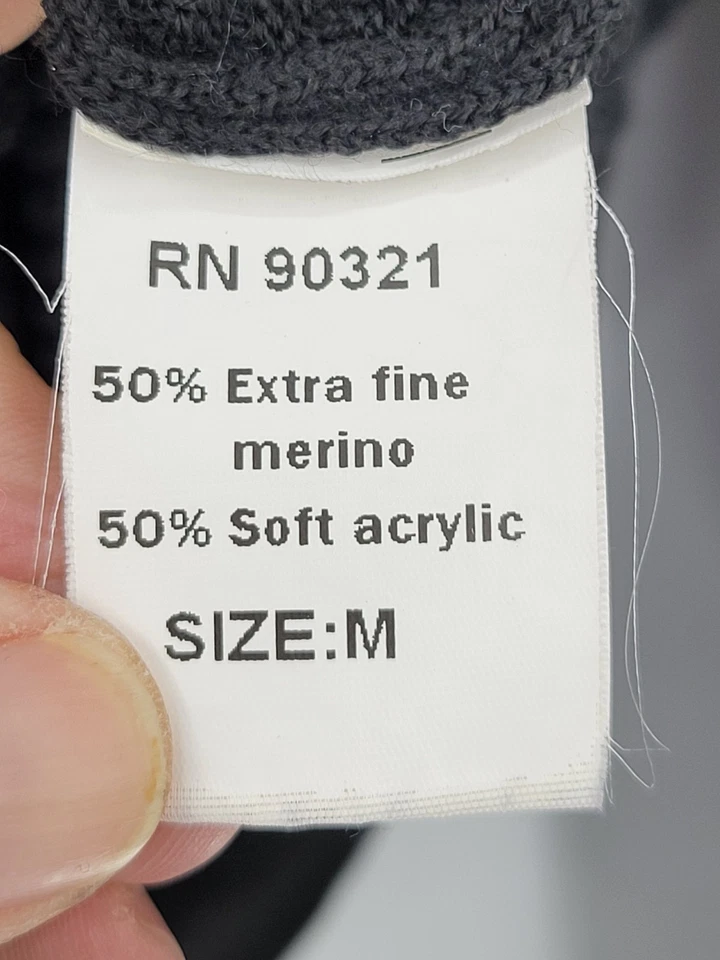 RN 90321
50% Extra fine
merino
50% Soft acrylic
SIZE:M